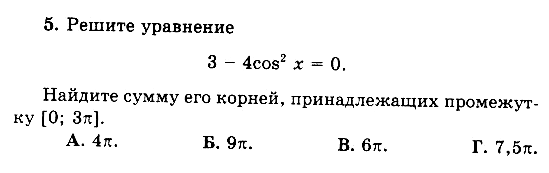 5. Решите уравнение
3 − 4cos² x = 0.
Найдите сумму его корней, принадлежащих промежут-
ку [0; 3π].
А. 4π. Б. 9π. В. 6π. Г. 7,5π.